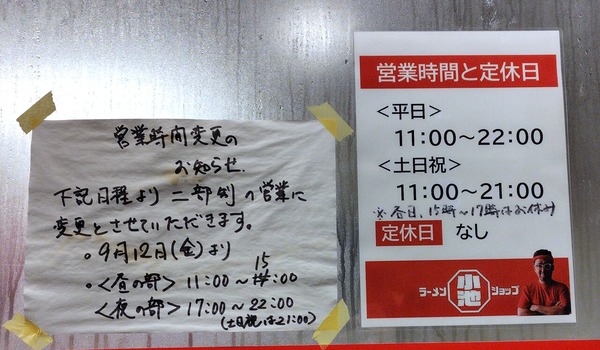 営業時間変更の
お知らせ.
下記日程より二部制の営業に
変更とさせていただきます。
。9月12日(金)より
。<昼の部> 11:00〜15:00
<夜の部> 17:00〜22:00
(土日祝は21:00)
営業時間と定休日
<平日>
11:00〜22:00
<土日祝>
11:00〜21:00
※各日、15時〜17時はお休み
定休日 なし
ラーメン 小池 ショップ